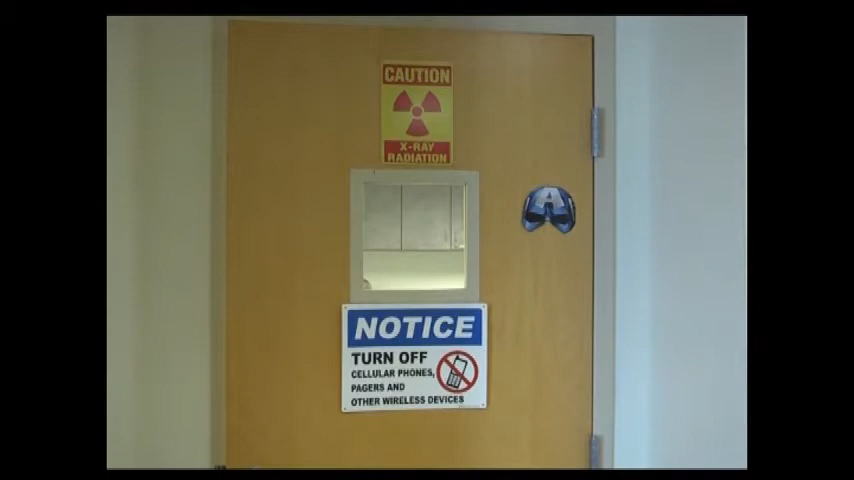 CAUTION
X-RAY
RADIATION
A
NOTICE
TURN OFF
CELLULAR PHONES,
PAGERS AND
OTHER WIRELESS DEVICES